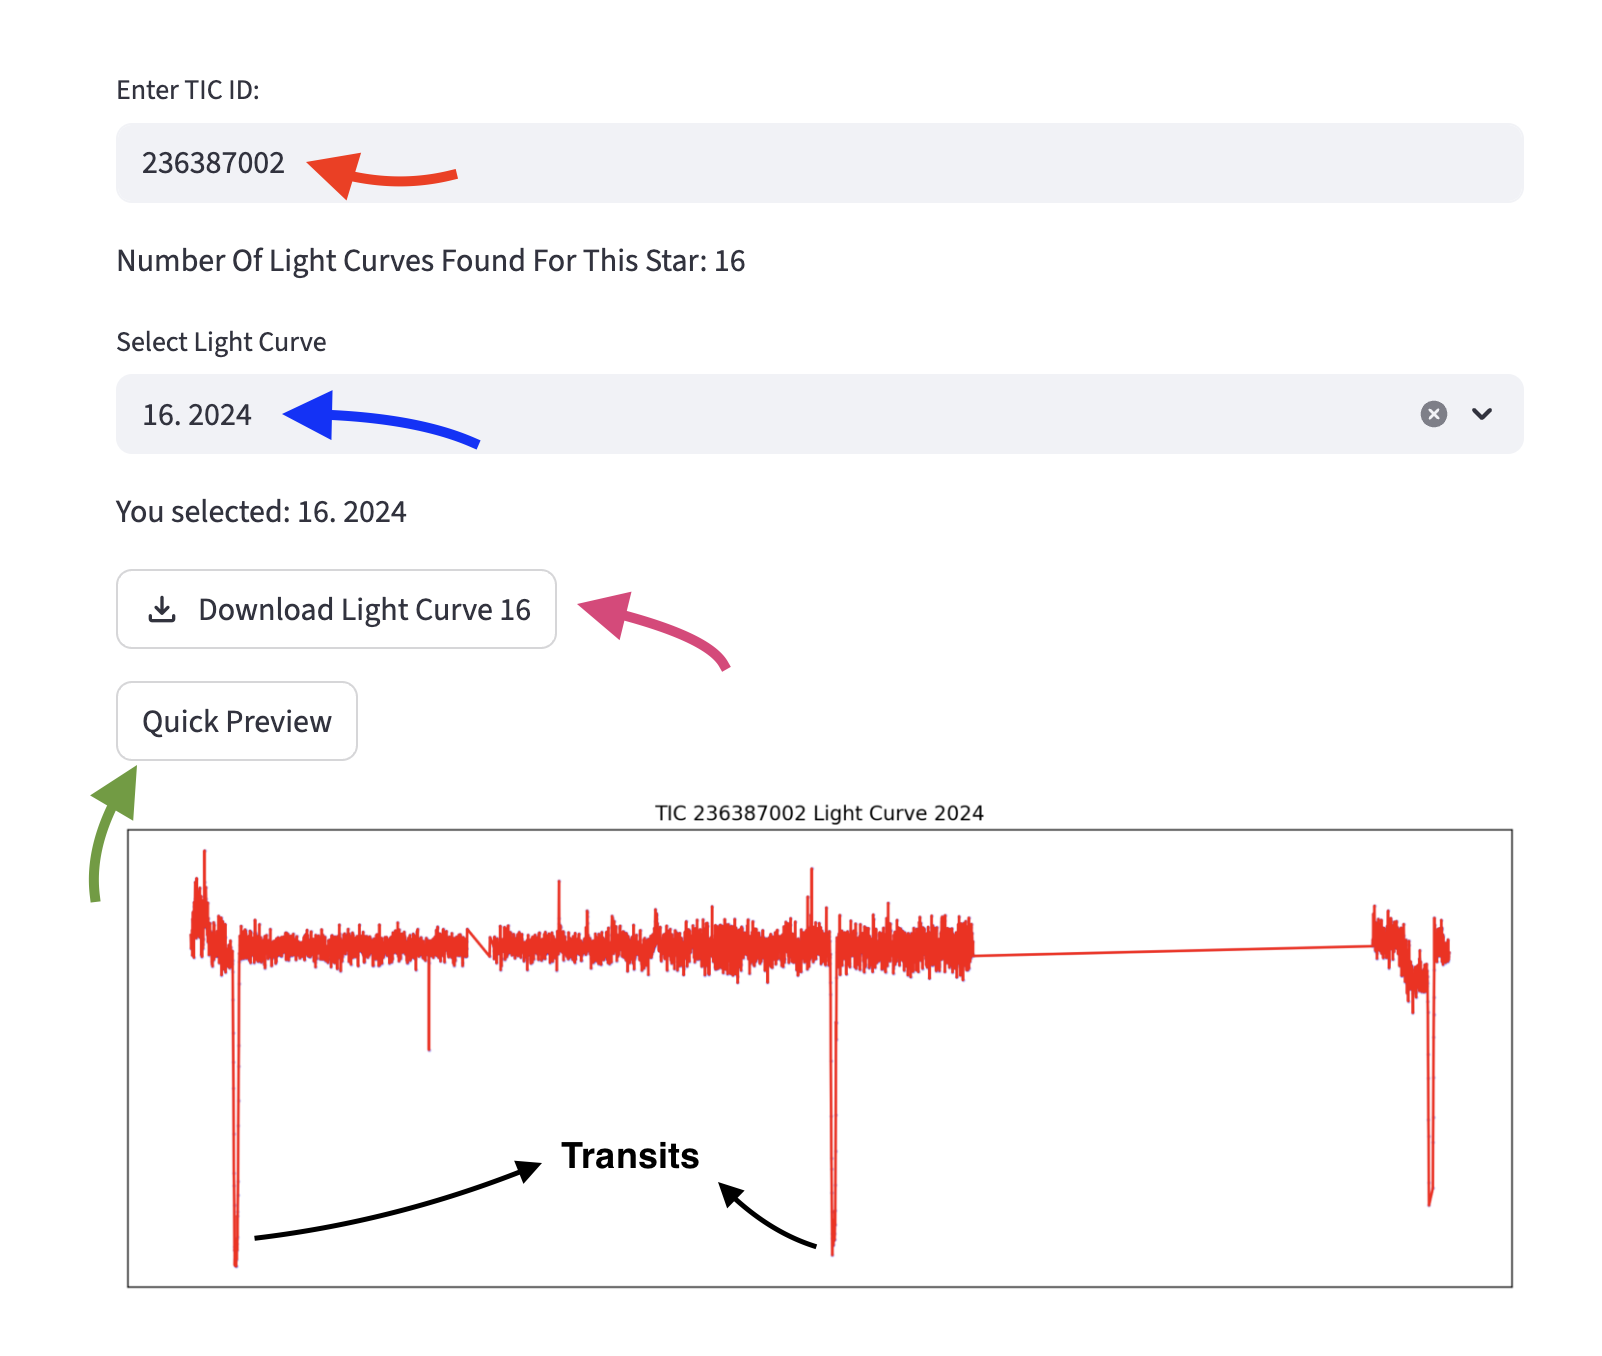 Enter TIC ID:
236387002
Number Of Light Curves Found For This Star: 16
Select Light Curve
16. 2024
You selected: 16. 2024
Download Light Curve 16
Quick Preview
TIC 236387002 Light Curve 2024
Transits